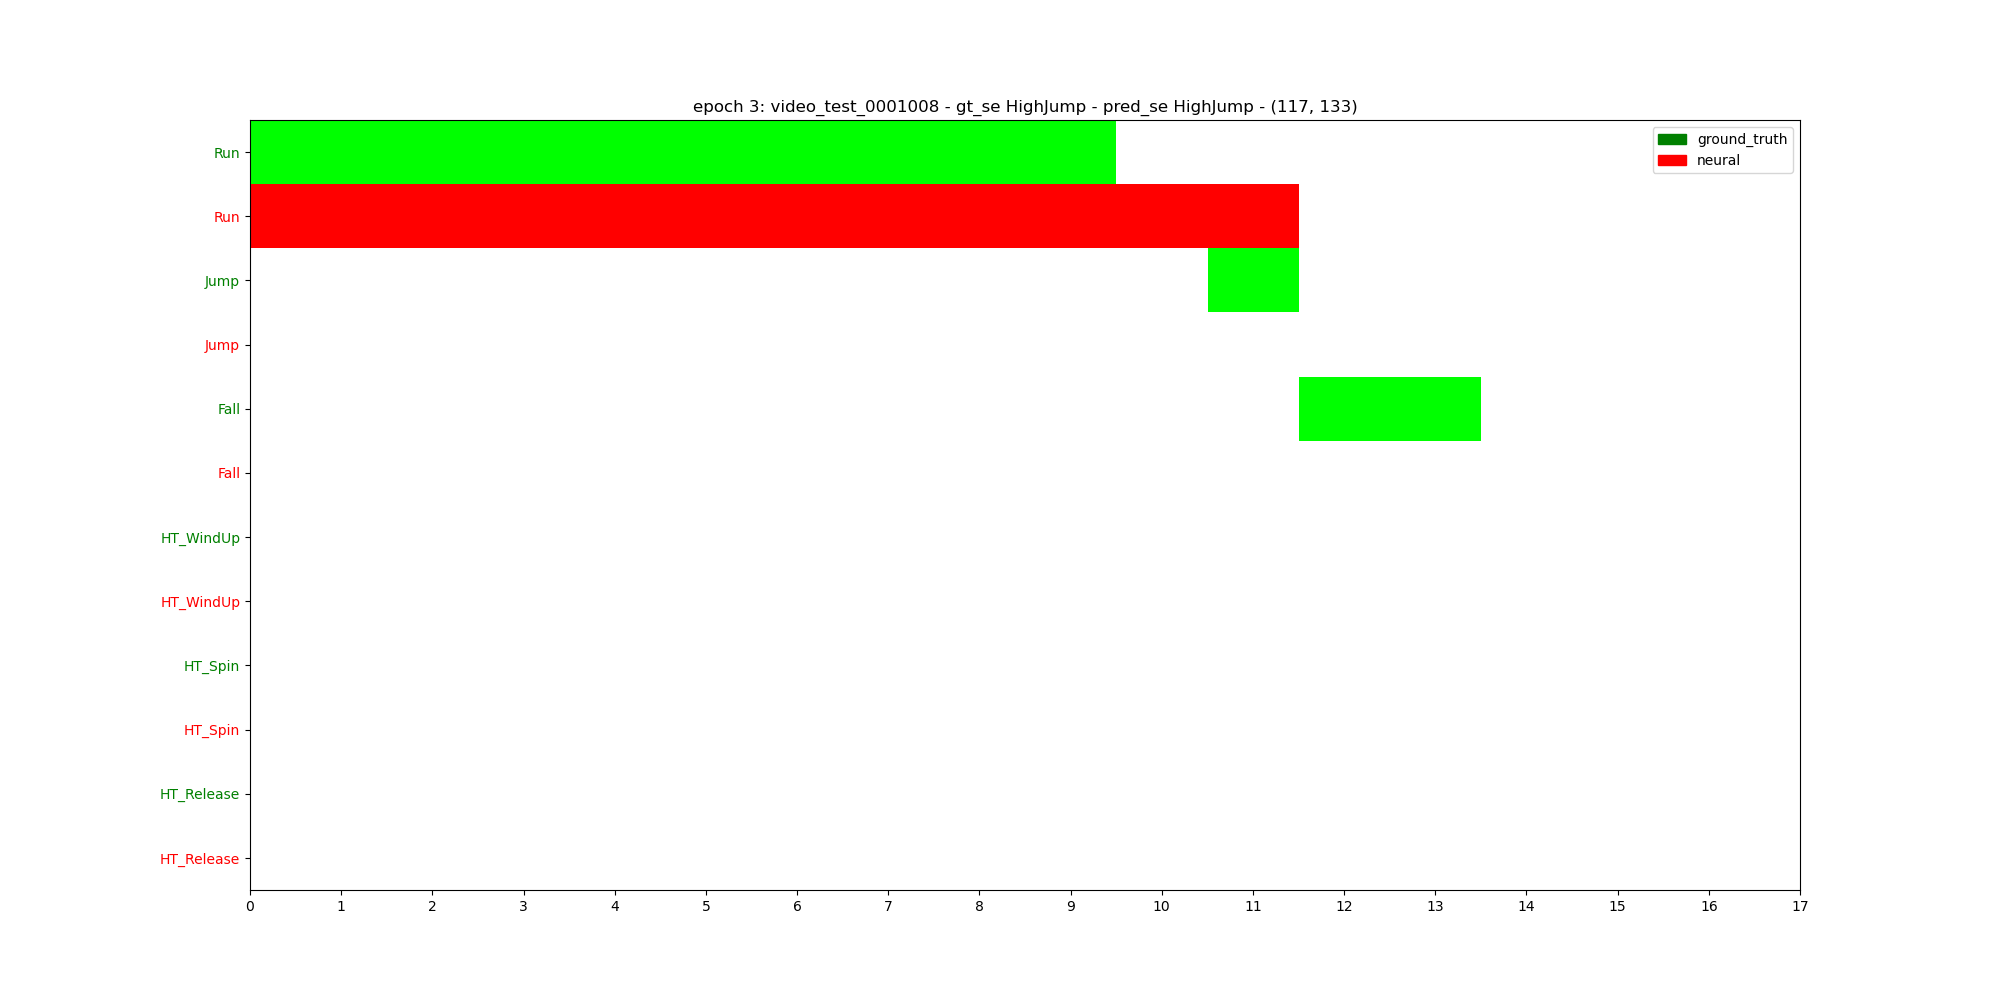 epoch 3: video_test_0001008 - gt_se HighJump - pred_se HighJump - (117, 133)
ground_truth
neural
Run
Run
Jump
Jump
Fall
Fall
HT_WindUp
HT_WindUp
HT_Spin
HT_Spin
HT_Release
HT_Release
0 1 2 3 4 5 6 7 8 9 10 11 12 13 14 15 16 17